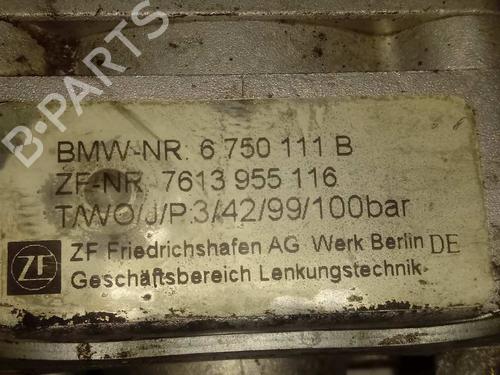 B-PARTS
BMW-NR. 6 750 111 B
ZF-NR. 7613 955 116
T/WO/J/P.3/42/99/100bar
ZF Friedrichshafen AG Werk Berlin DE
ZF
Geschäftsbereich Lenkungstechnik